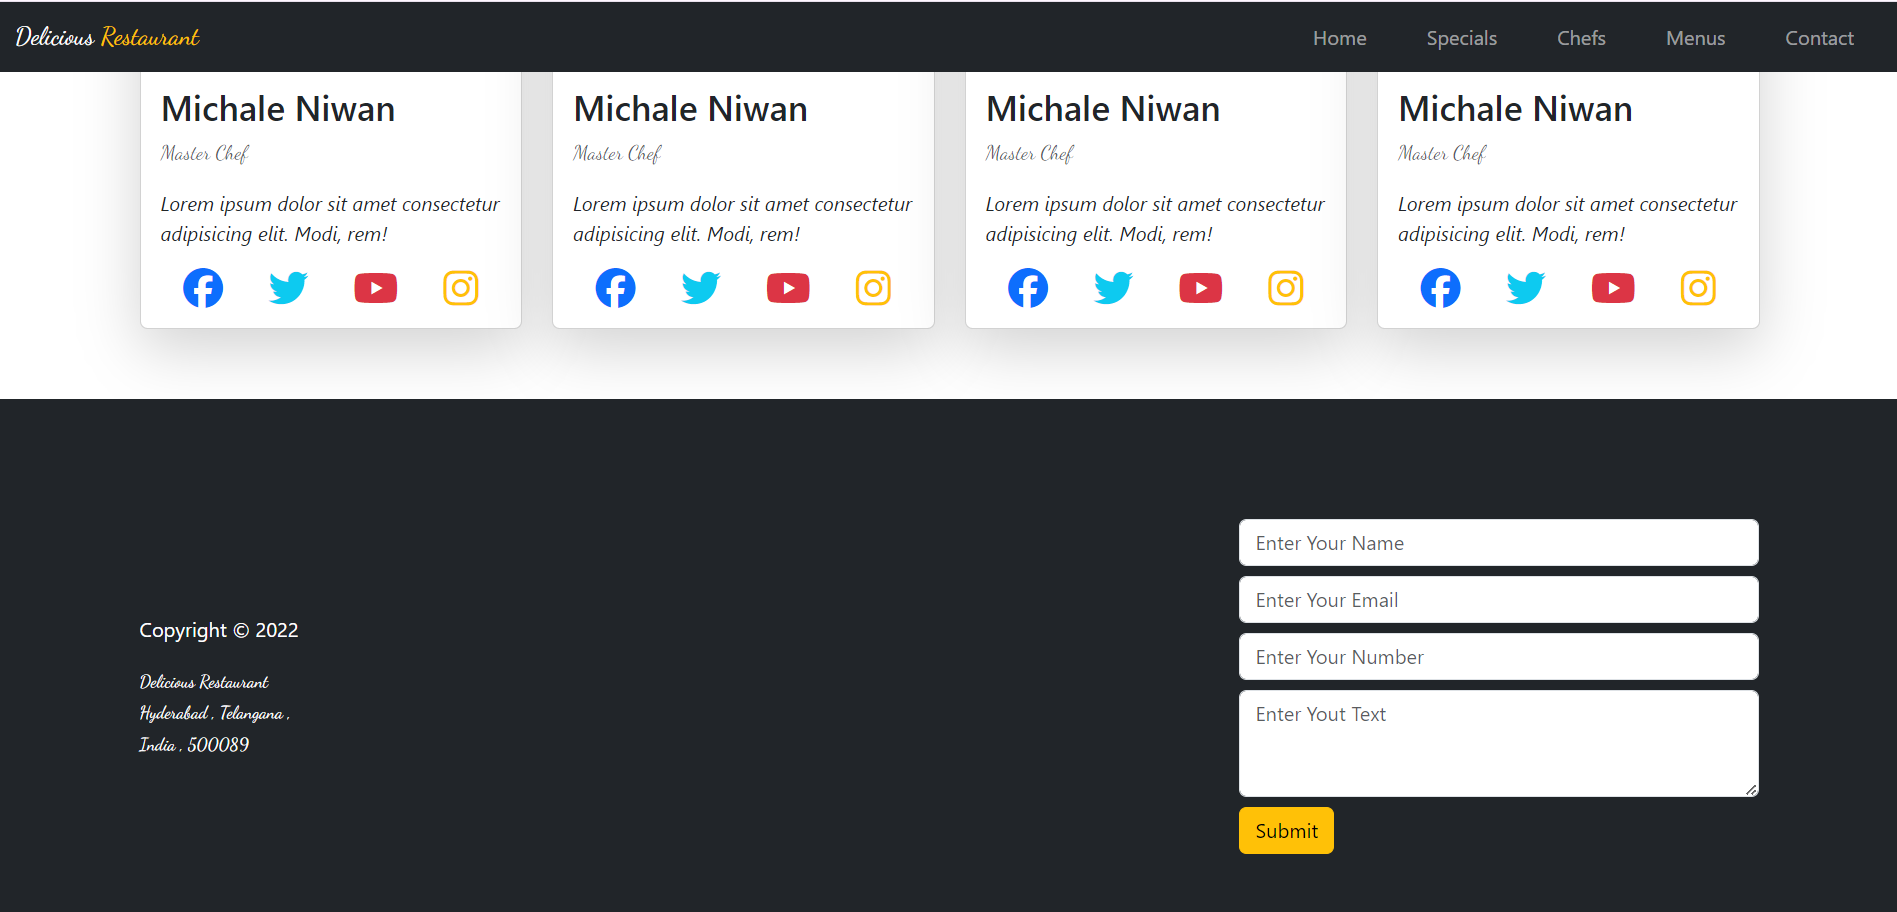 Delicious Restaurant
Home Specials Chefs Menus Contact
Michale Niwan
Master Chef
Lorem ipsum dolor sit amet consectetur
adipisicing elit. Modi, rem!
Michale Niwan
Master Chef
Lorem ipsum dolor sit amet consectetur
adipisicing elit. Modi, rem!
Michale Niwan
Master Chef
Lorem ipsum dolor sit amet consectetur
adipisicing elit. Modi, rem!
Michale Niwan
Master Chef
Lorem ipsum dolor sit amet consectetur
adipisicing elit. Modi, rem!
Copyright © 2022
Delicious Restaurant
Hyderabad , Telangana ,
India , 500089
Enter Your Name
Enter Your Email
Enter Your Number
Enter Yout Text
Submit